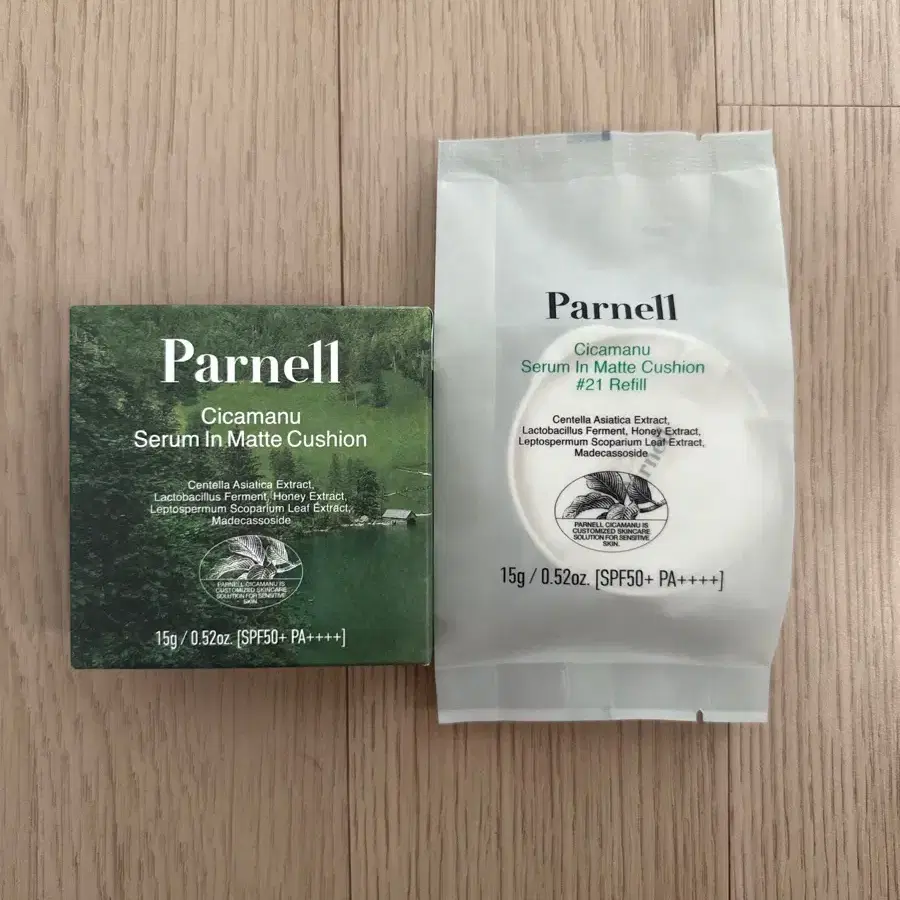 Parnell
Cicamanu
Serum In Matte Cushion
Centella Asiatica Extract,
Lactobacillus Ferment, Honey Extract,
Leptospermum Scoparium Leaf Extract,
Madecassoside
PARNELL CICAMANU IS
CUSTOMIZED SKINCARE
SOLUTION FOR SENSITIVE
SKIN.
15g / 0.52oz. [SPF50+ PA++++]
Parnell
Cicamanu
Serum In Matte Cushion
#21 Refill
Centella Asiatica Extract,
Lactobacillus Ferment, Honey Extract,
Leptospermum Scoparium Leaf Extract,
Madecassoside
PARNELL CICAMANU IS
CUSTOMIZED SKINCARE
SOLUTION FOR SENSITIVE
SKIN.
15g / 0.52oz. [SPF50+ PA++++]